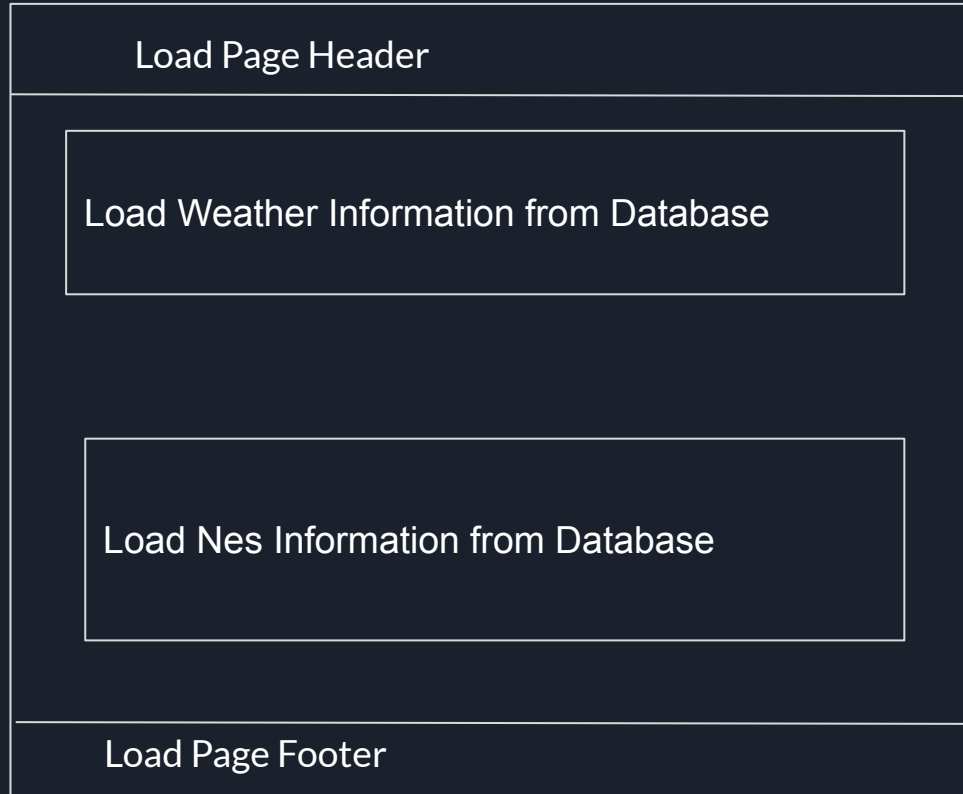 Load Page Header
Load Weather Information from Database
Load Nes Information from Database
Load Page Footer